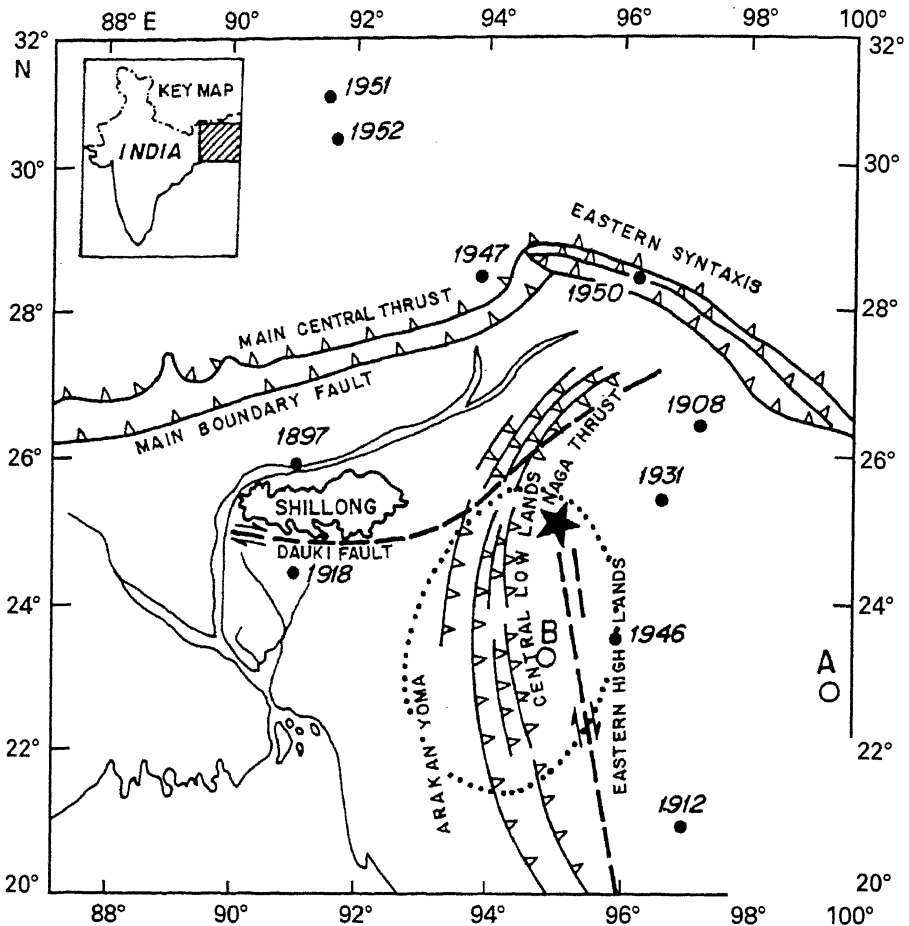 88° E 90° 92° 94° 96° 98° 100°
32° 32°
N
KEY MAP
INDIA
1951
1952
30° 30°
EASTERN SYNTAXIS
1947
1950
28° 28°
MAIN CENTRAL THRUST
MAIN BOUNDARY FAULT
NAGA THRUST
1908
1897
26° 26°
1931
SHILLONG
DAUKI FAULT
1918
CENTRAL LOW LANDS
EASTERN HIGH LANDS
24° 24°
B
1946
A
ARAKAN YOMA
22° 22°
1912
20° 20°
88° 90° 92° 94° 96° 98° 100°